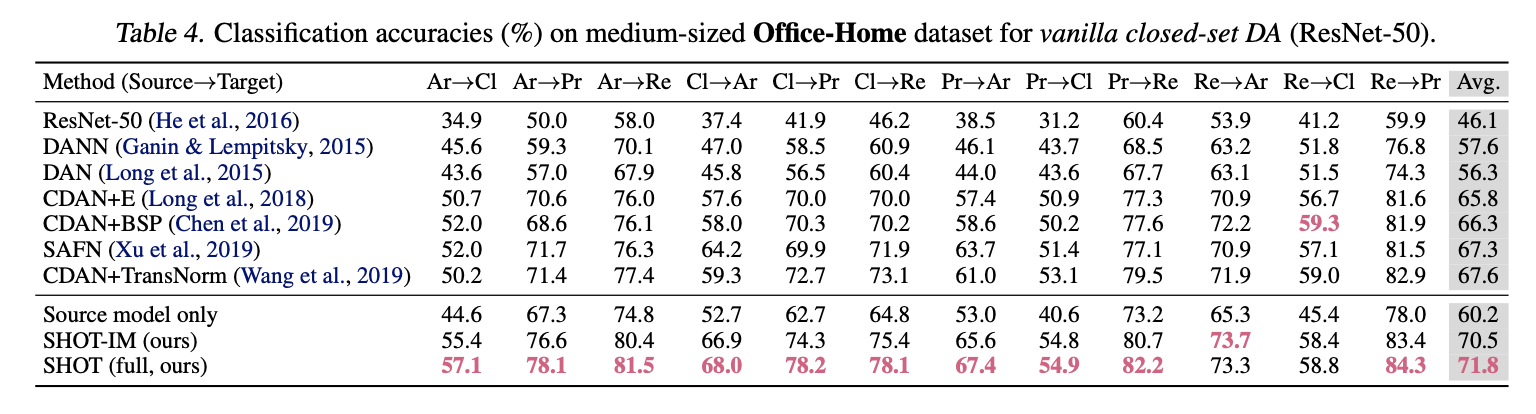 Table 4. Classification accuracies (%) on medium-sized Office-Home dataset for vanilla closed-set DA (ResNet-50).
Method (Source→Target) Ar→Cl Ar→Pr Ar→Re Cl→Ar Cl→Pr Cl→Re Pr→Ar Pr→Cl Pr→Re Re→Ar Re→Cl Re→Pr Avg.
ResNet-50 (He et al., 2016) 34.9 50.0 58.0 37.4 41.9 46.2 38.5 31.2 60.4 53.9 41.2 59.9 46.1
DANN (Ganin & Lempitsky, 2015) 45.6 59.3 70.1 47.0 58.5 60.9 46.1 43.7 68.5 63.2 51.8 76.8 57.6
DAN (Long et al., 2015) 43.6 57.0 67.9 45.8 56.5 60.4 44.0 43.6 67.7 63.1 51.5 74.3 56.3
CDAN+E (Long et al., 2018) 50.7 70.6 76.0 57.6 70.0 70.0 57.4 50.9 77.3 70.9 56.7 81.6 65.8
CDAN+BSP (Chen et al., 2019) 52.0 68.6 76.1 58.0 70.3 70.2 58.6 50.2 77.6 72.2 59.3 81.9 66.3
SAFN (Xu et al., 2019) 52.0 71.7 76.3 64.2 69.9 71.9 63.7 51.4 77.1 70.9 57.1 81.5 67.3
CDAN+TransNorm (Wang et al., 2019) 50.2 71.4 77.4 59.3 72.7 73.1 61.0 53.1 79.5 71.9 59.0 82.9 67.6
Source model only 44.6 67.3 74.8 52.7 62.7 64.8 53.0 40.6 73.2 65.3 45.4 78.0 60.2
SHOT-IM (ours) 55.4 76.6 80.4 66.9 74.3 75.4 65.6 54.8 80.7 73.7 58.4 83.4 70.5
SHOT (full, ours) 57.1 78.1 81.5 68.0 78.2 78.1 67.4 54.9 82.2 73.3 58.8 84.3 71.8